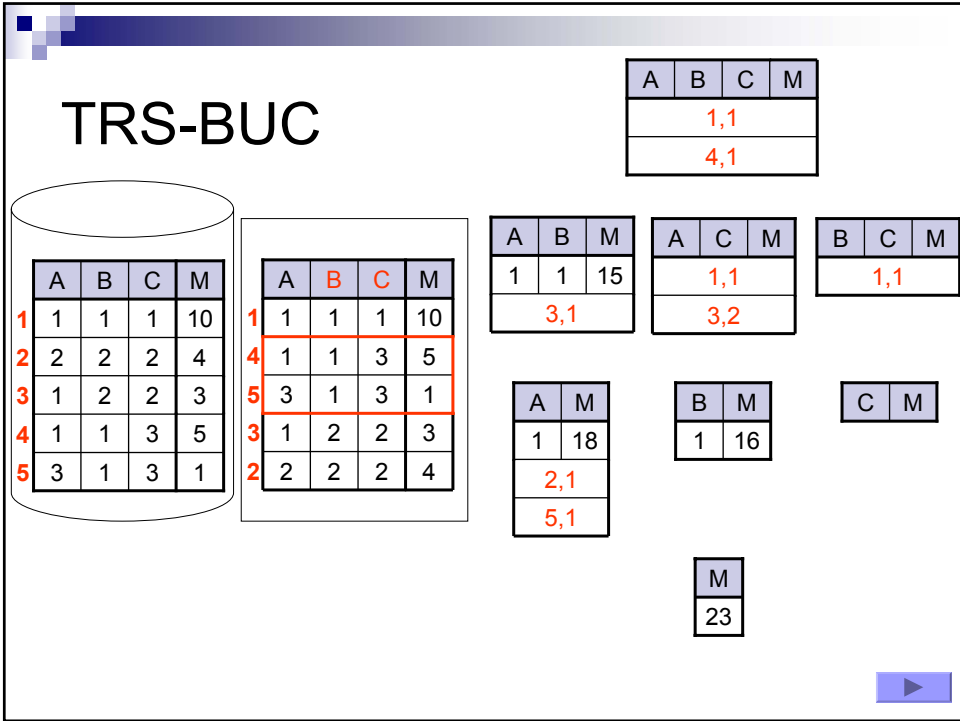 TRS-BUC
A B C M
1,1
4,1
A B C M
1 1 1 1 10
2 2 2 2 4
3 1 2 2 3
4 1 1 3 5
5 3 1 3 1
A B C M
1 1 1 1 10
4 1 1 3 5
5 3 1 3 1
3 1 2 2 3
2 2 2 2 4
A B M
1 1 15
3,1
A C M
1,1
3,2
B C M
1,1
A M
1 18
2,1
5,1
B M
1 16
C M
M
23